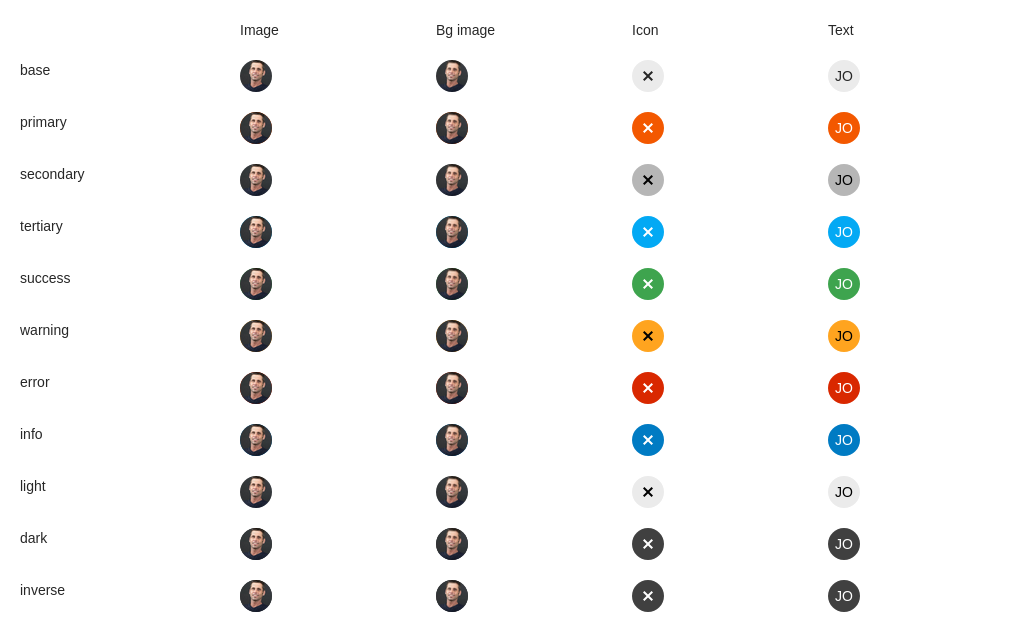 Image Bg image Icon Text
base JO
primary JO
secondary JO
tertiary JO
success JO
warning JO
error JO
info JO
light JO
dark JO
inverse JO